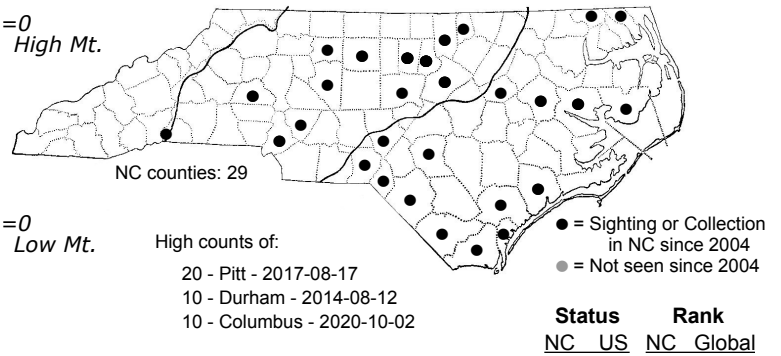 =0
High Mt.
NC counties: 29
=0
Low Mt.
High counts of:
20 - Pitt - 2017-08-17
10 - Durham - 2014-08-12
10 - Columbus - 2020-10-02
= Sighting or Collection
in NC since 2004
= Not seen since 2004
Status Rank
NC US NC Global